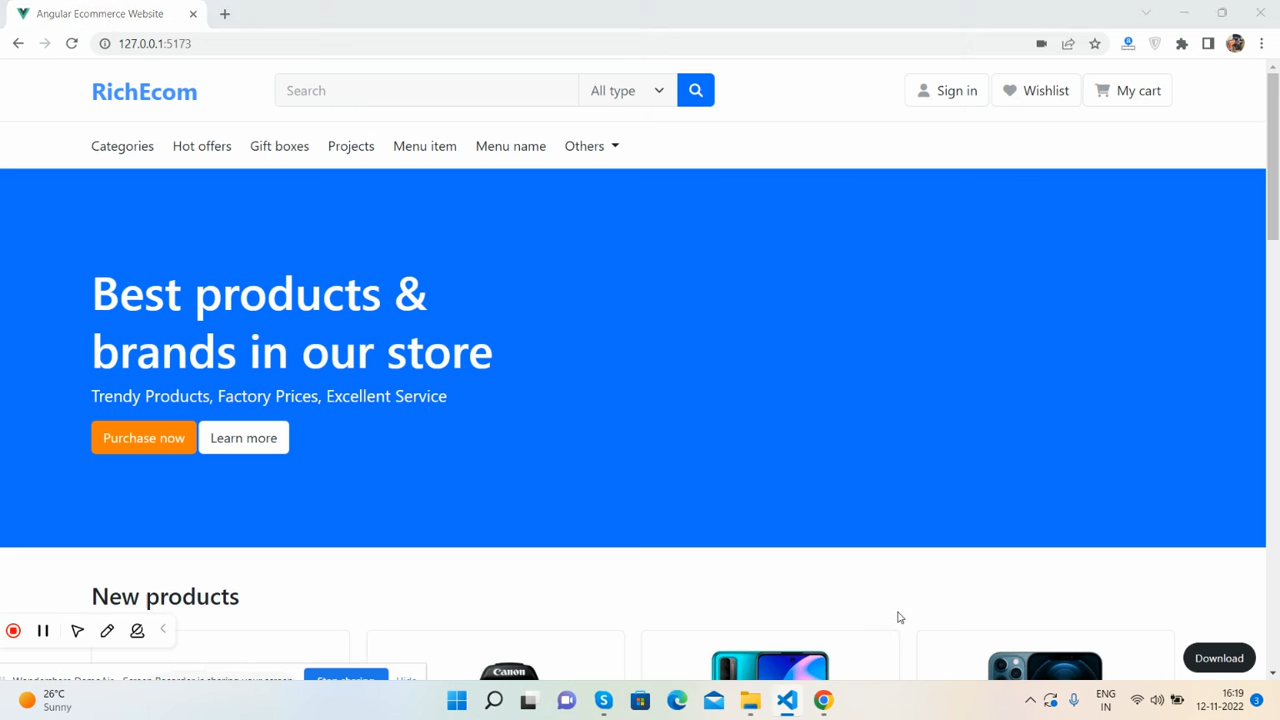 Angular Ecommerce Website
127.0.0.1:5173
RichEcom
Search
All type
Sign in
Wishlist
My cart
Categories
Hot offers
Gift boxes
Projects
Menu item
Menu name
Others
Best products &
brands in our store
Trendy Products, Factory Prices, Excellent Service
Purchase now
Learn more
New products
Canon
Download
Stop sharing
Hide
26°C
Sunny
ENG
IN
16:19
12-11-2022
3